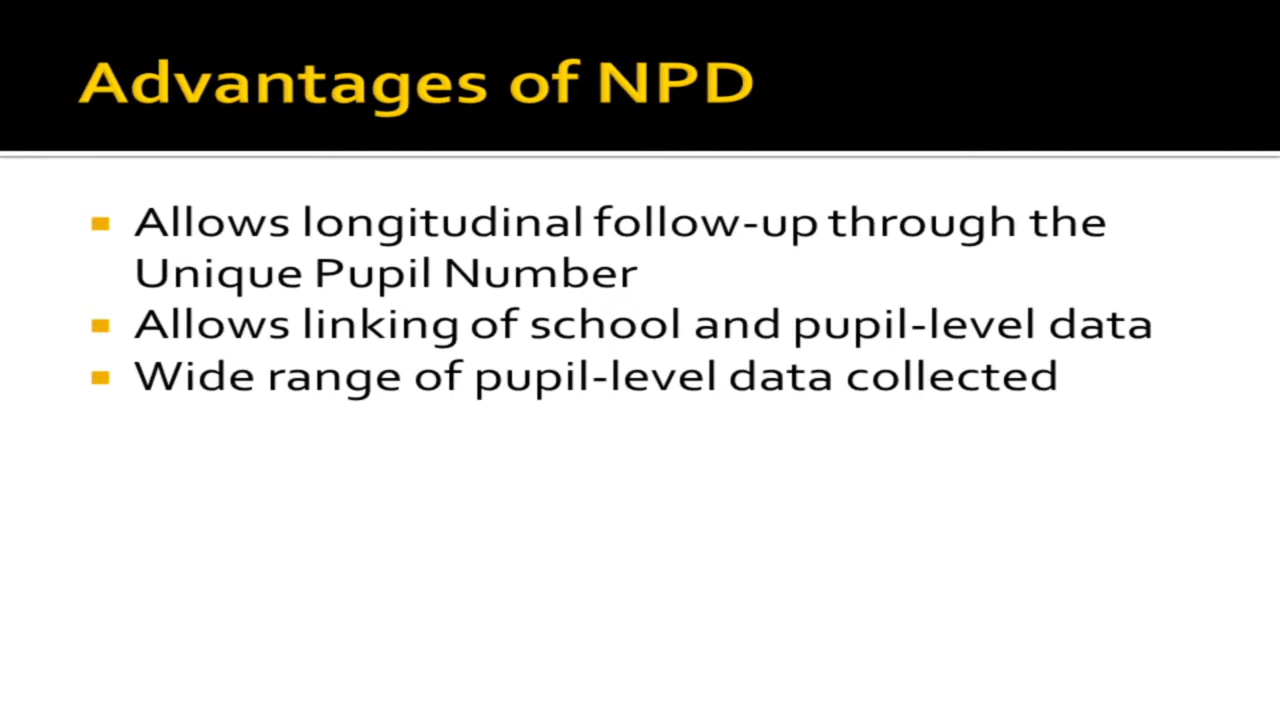 Advantages of NPD
Allows longitudinal follow-up through the
Unique Pupil Number
Allows linking of school and pupil-level data
Wide range of pupil-level data collected